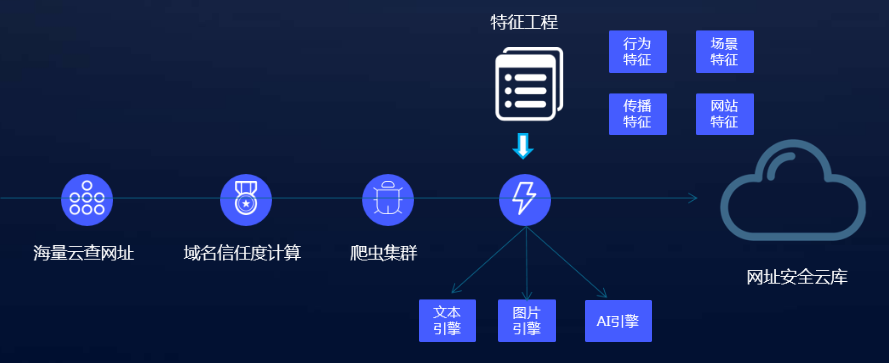 特征工程
行为
特征
场景
特征
传播
特征
网站
特征
海量云查网址
域名信任度计算
爬虫集群
网址安全云库
文本
引擎
图片
引擎
AI引擎